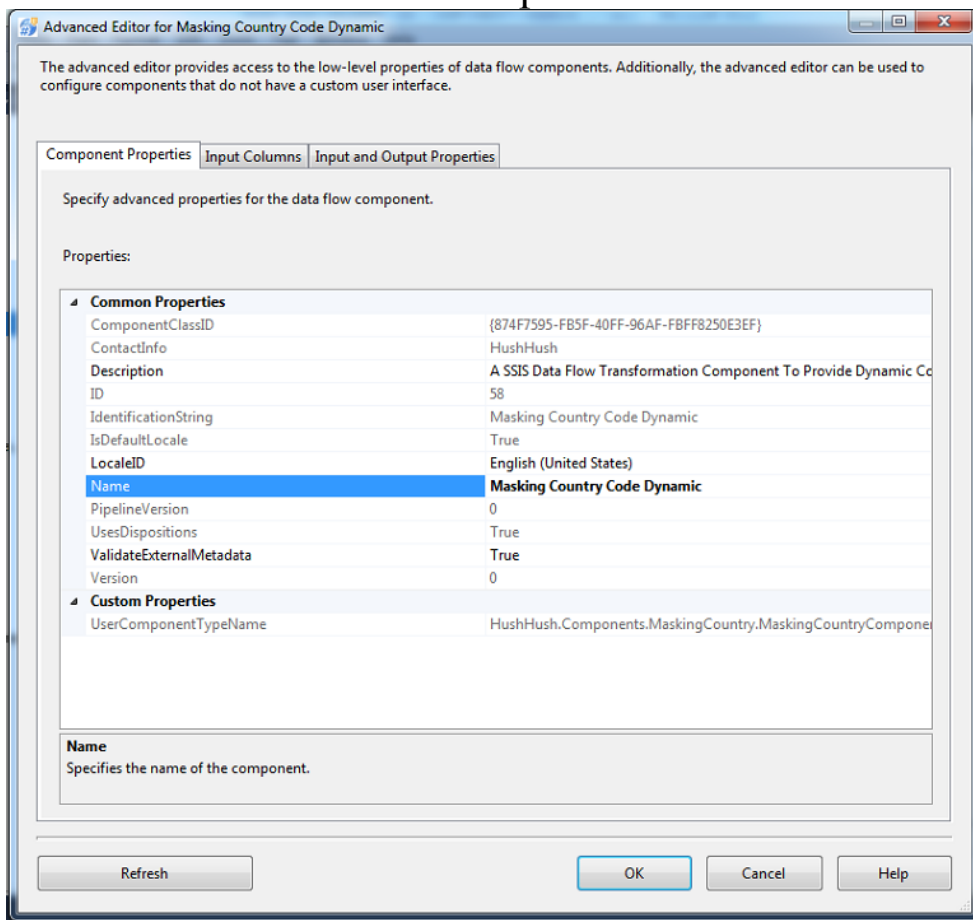 Advanced Editor for Masking Country Code Dynamic
The advanced editor provides access to the low-level properties of data flow components. Additionally, the advanced editor can be used to
configure components that do not have a custom user interface.
Component Properties Input Columns Input and Output Properties
Specify advanced properties for the data flow component.
Properties:
Common Properties
ComponentClassID {874F7595-FB5F-40FF-96AF-FBFF8250E3EF}
ContactInfo HushHush
Description A SSIS Data Flow Transformation Component To Provide Dynamic Cc
ID 58
IdentificationString Masking Country Code Dynamic
IsDefaultLocale True
LocaleID English (United States)
Name Masking Country Code Dynamic
PipelineVersion 0
UsesDispositions True
ValidateExternalMetadata True
Version 0
Custom Properties
UserComponentTypeName HushHush.Components.MaskingCountry.MaskingCountryComponer
Name
Specifies the name of the component.
Refresh OK Cancel Help